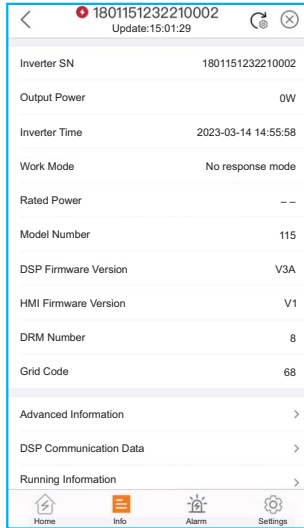 1801151232210002
Update:15:01:29
Inverter SN 1801151232210002
Output Power 0W
Inverter Time 2023-03-14 14:55:58
Work Mode No response mode
Rated Power – –
Model Number 115
DSP Firmware Version V3A
HMI Firmware Version V1
DRM Number 8
Grid Code 68
Advanced Information
DSP Communication Data
Running Information
Home Info Alarm Settings